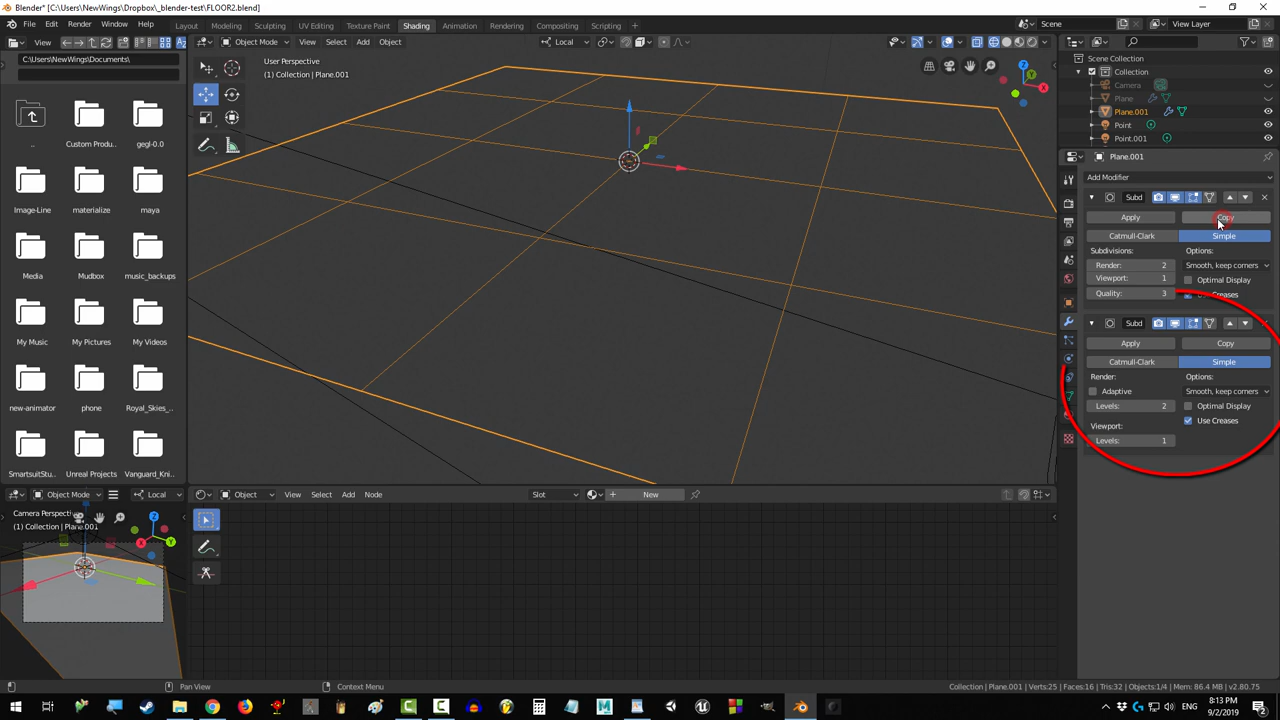 Blender* [C:\Users\NewWings\Dropbox\_blender-test\FLOOR2.blend]
File Edit Render Window Help
Layout Modeling Sculpting UV Editing Texture Paint Shading Animation Rendering Compositing Scripting +
Scene
View Layer
View
Object Mode View Select Add Object
Local
C:\Users\NewWings\Documents\
..
Custom Produ..
gegl-0.0
Image-Line
materialize
maya
Media
Mudbox
music_backups
My Music
My Pictures
My Videos
new-animator
phone
Royal_Skies_..
SmartsuitStu..
Unreal Projects
Vanguard_Kni..
User Perspective
(1) Collection | Plane.001
Z
Y
X
Scene Collection
Collection
Camera
Plane
Plane.001
Point
Point.001
Plane.001
Add Modifier
Subd
Apply
Copy
Catmull-Clark
Simple
Subdivisions:
Options:
Render: 2
Smooth, keep corners
Viewport: 1
Optimal Display
Quality: 3
Creases
Subd
Apply
Copy
Catmull-Clark
Simple
Render:
Options:
Adaptive
Smooth, keep corners
Levels: 2
Optimal Display
Use Creases
Viewport:
Levels: 1
Object Mode
Local
Camera Perspective
(1) Collection | Plane.001
Z
X
Y
Object View Select Add Node
Slot
New
Pan View
Context Menu
Collection | Plane.001 | Verts:25 | Faces:16 | Tris:32 | Objects:1/4 | Mem: 86.4 MB | v2.80.75
ENG
8:13 PM
9/2/2019